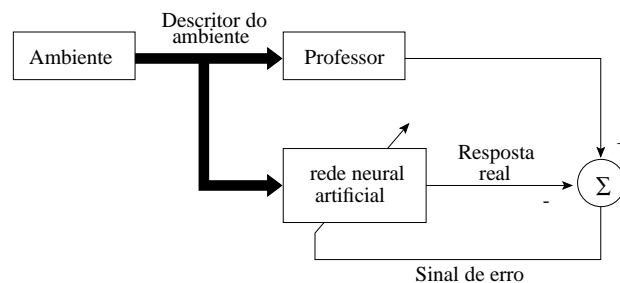 Descritor do
ambiente
Ambiente
Professor
rede neural
artificial
Resposta
real
-
Σ
Sinal de erro